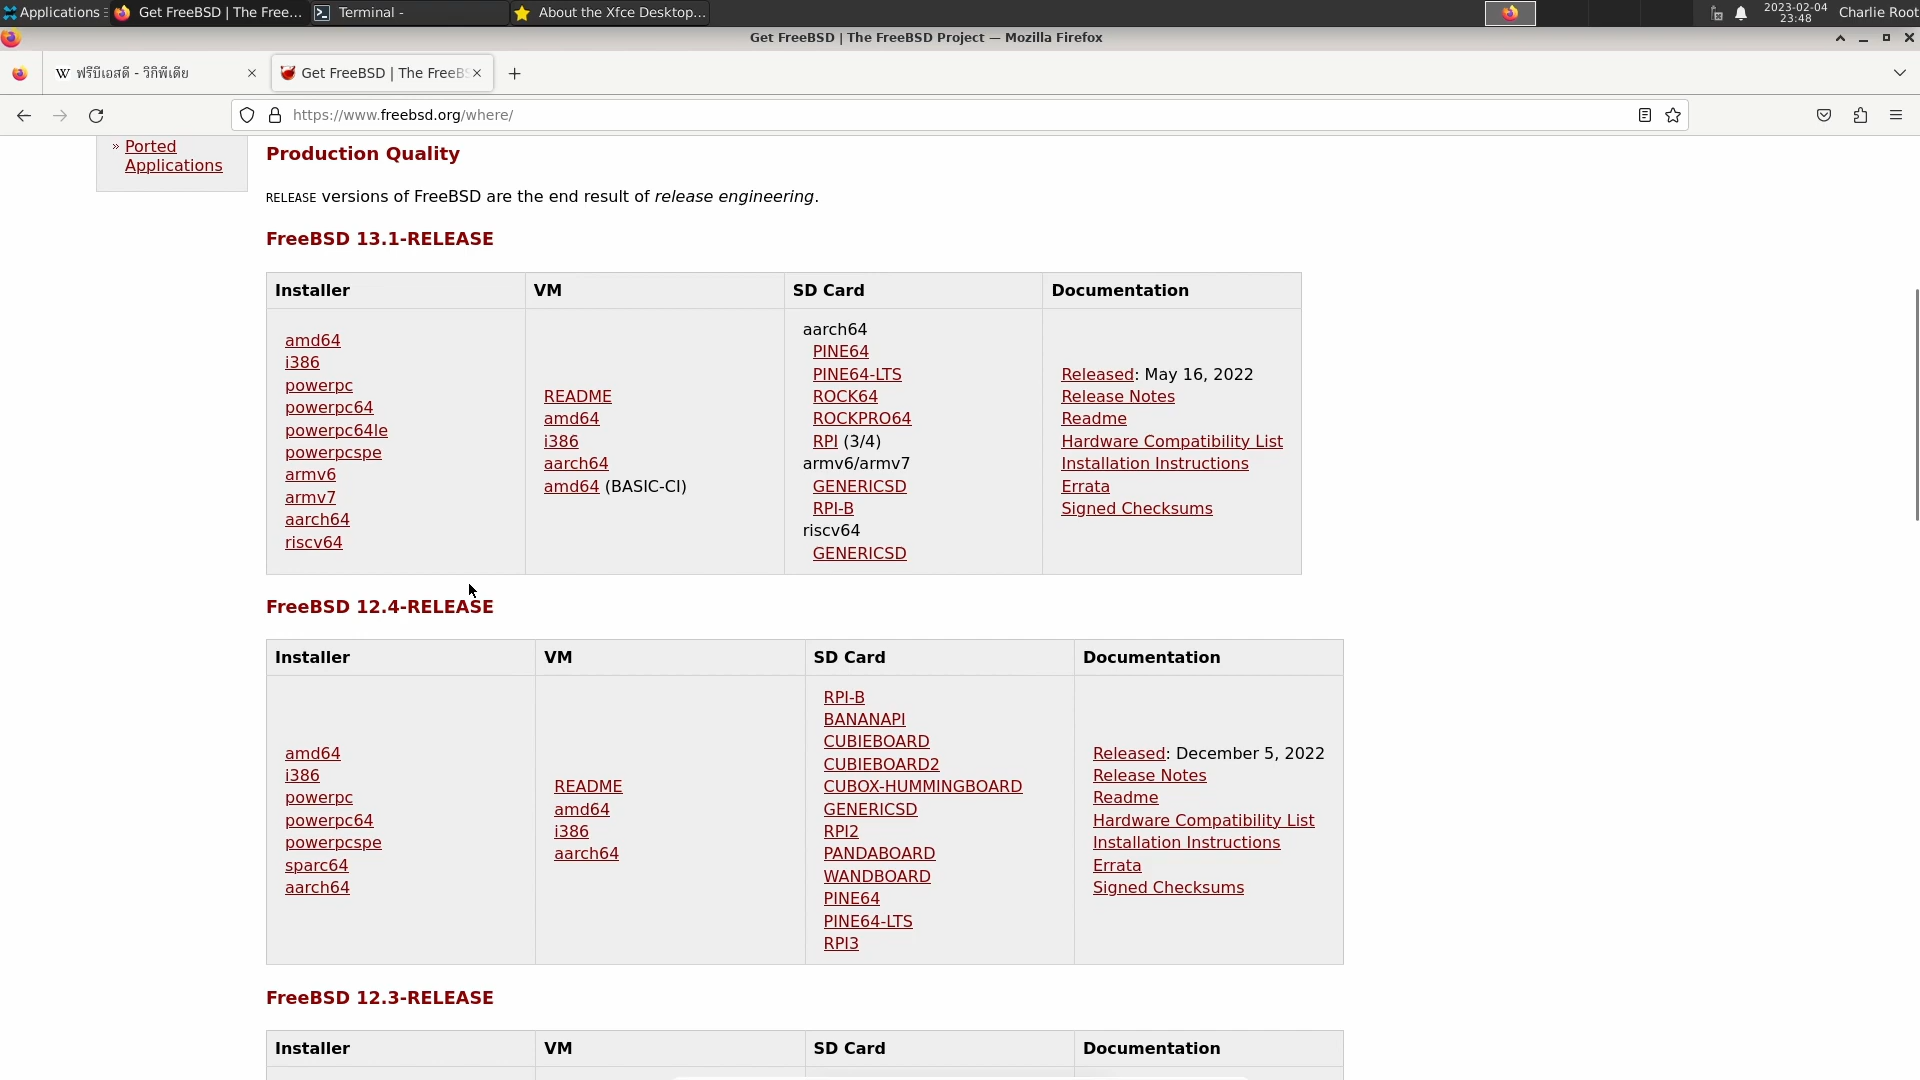 Applications
Get FreeBSD | The Free...
Terminal -
About the Xfce Desktop...
2023-02-04
23:48
Charlie Root
Get FreeBSD | The FreeBSD Project — Mozilla Firefox
W ฟรีบีเอสดี - วิกิพีเดีย
Get FreeBSD | The FreeBS
https://www.freebsd.org/where/
» Ported
Applications
Production Quality
RELEASE versions of FreeBSD are the end result of release engineering.
FreeBSD 13.1-RELEASE
Installer
VM
SD Card
Documentation
amd64
i386
powerpc
powerpc64
powerpc64le
powerpcspe
armv6
armv7
aarch64
riscv64
README
amd64
i386
aarch64
amd64 (BASIC-CI)
aarch64
PINE64
PINE64-LTS
ROCK64
ROCKPRO64
RPI (3/4)
armv6/armv7
GENERICSD
RPI-B
riscv64
GENERICSD
Released: May 16, 2022
Release Notes
Readme
Hardware Compatibility List
Installation Instructions
Errata
Signed Checksums
FreeBSD 12.4-RELEASE
Installer
VM
SD Card
Documentation
amd64
i386
powerpc
powerpc64
powerpcspe
sparc64
aarch64
README
amd64
i386
aarch64
RPI-B
BANANAPI
CUBIEBOARD
CUBIEBOARD2
CUBOX-HUMMINGBOARD
GENERICSD
RPI2
PANDABOARD
WANDBOARD
PINE64
PINE64-LTS
RPI3
Released: December 5, 2022
Release Notes
Readme
Hardware Compatibility List
Installation Instructions
Errata
Signed Checksums
FreeBSD 12.3-RELEASE
Installer
VM
SD Card
Documentation